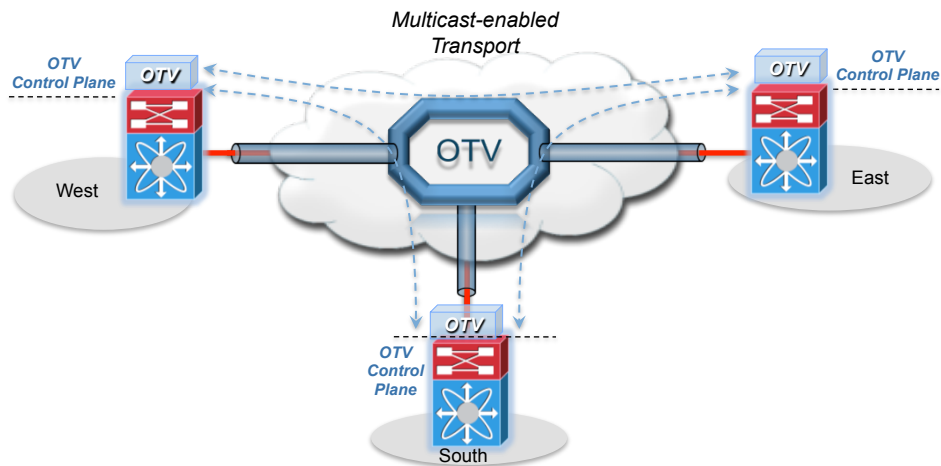 Multicast-enabled
Transport
OTV
Control Plane
OTV
OTV
OTV
Control Plane
OTV
West
East
OTV
OTV
Control
Plane
South